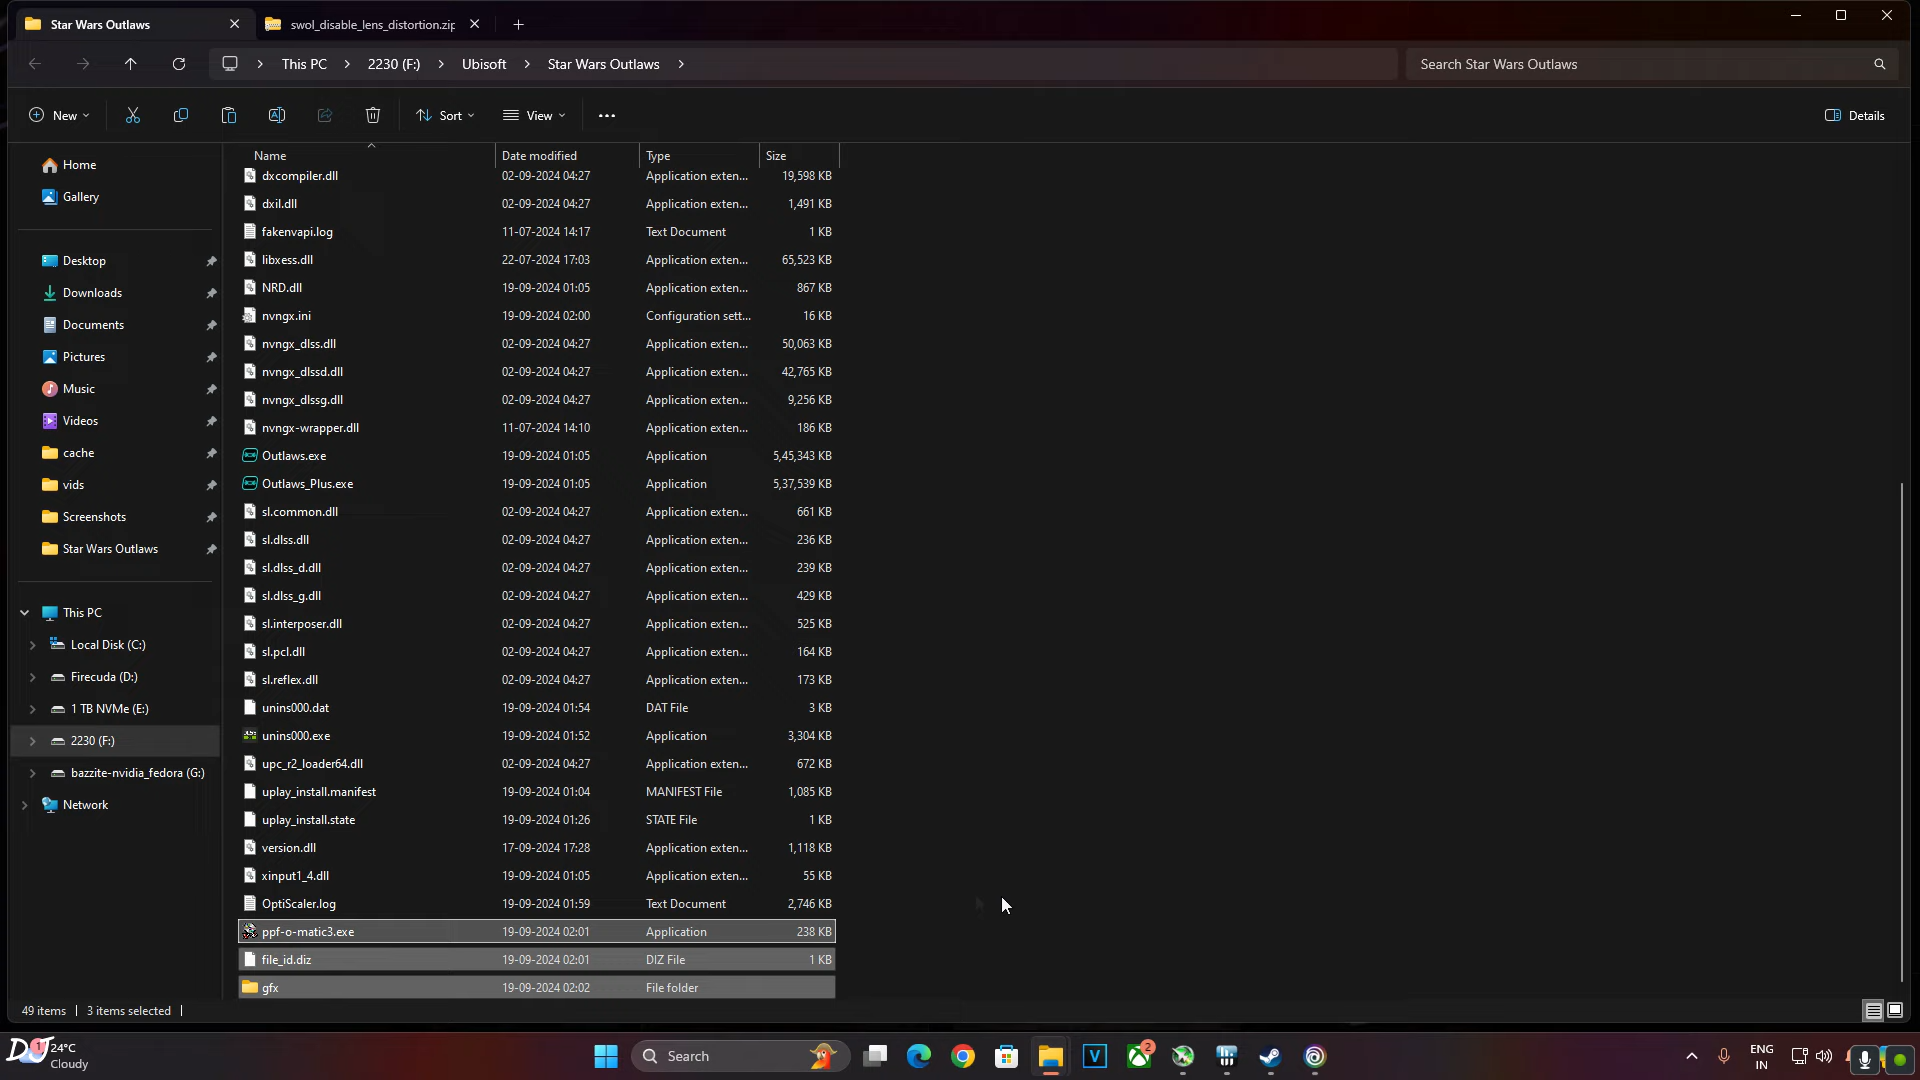 Star Wars Outlaws
swol_disable_lens_distortion.zip
This PC > 2230 (F:) > Ubisoft > Star Wars Outlaws >
Search Star Wars Outlaws
New
Sort
View
Details
Home
Gallery
Desktop
Downloads
Documents
Pictures
Music
Videos
cache
vids
Screenshots
Star Wars Outlaws
This PC
Local Disk (C:)
Firecuda (D:)
1 TB NVMe (E:)
2230 (F:)
bazzite-nvidia_fedora (G:)
Network
Name Date modified Type Size
dxcompiler.dll 02-09-2024 04:27 Application exten... 19,598 KB
dxil.dll 02-09-2024 04:27 Application exten... 1,491 KB
fakenvapi.log 11-07-2024 14:17 Text Document 1 KB
libxess.dll 22-07-2024 17:03 Application exten... 65,523 KB
NRD.dll 19-09-2024 01:05 Application exten... 867 KB
nvngx.ini 19-09-2024 02:00 Configuration sett... 16 KB
nvngx_dlss.dll 02-09-2024 04:27 Application exten... 50,063 KB
nvngx_dlssd.dll 02-09-2024 04:27 Application exten... 42,765 KB
nvngx_dlssg.dll 02-09-2024 04:27 Application exten... 9,256 KB
nvngx-wrapper.dll 11-07-2024 14:10 Application exten... 186 KB
Outlaws.exe 19-09-2024 01:05 Application 5,45,343 KB
Outlaws_Plus.exe 19-09-2024 01:05 Application 5,37,539 KB
sl.common.dll 02-09-2024 04:27 Application exten... 661 KB
sl.dlss.dll 02-09-2024 04:27 Application exten... 236 KB
sl.dlss_d.dll 02-09-2024 04:27 Application exten... 239 KB
sl.dlss_g.dll 02-09-2024 04:27 Application exten... 429 KB
sl.interposer.dll 02-09-2024 04:27 Application exten... 525 KB
sl.pcl.dll 02-09-2024 04:27 Application exten... 164 KB
sl.reflex.dll 02-09-2024 04:27 Application exten... 173 KB
unins000.dat 19-09-2024 01:54 DAT File 3 KB
unins000.exe 19-09-2024 01:52 Application 3,304 KB
upc_r2_loader64.dll 02-09-2024 04:27 Application exten... 672 KB
uplay_install.manifest 19-09-2024 01:04 MANIFEST File 1,085 KB
uplay_install.state 19-09-2024 01:26 STATE File 1 KB
version.dll 17-09-2024 17:28 Application exten... 1,118 KB
xinput1_4.dll 19-09-2024 01:05 Application exten... 55 KB
OptiScaler.log 19-09-2024 01:59 Text Document 2,746 KB
ppf-o-matic3.exe 19-09-2024 02:01 Application 238 KB
file_id.diz 19-09-2024 02:01 DIZ File 1 KB
gfx 19-09-2024 02:02 File folder
49 items 3 items selected
DJ
1
24°C
Cloudy
Search
V
2
ENG
IN